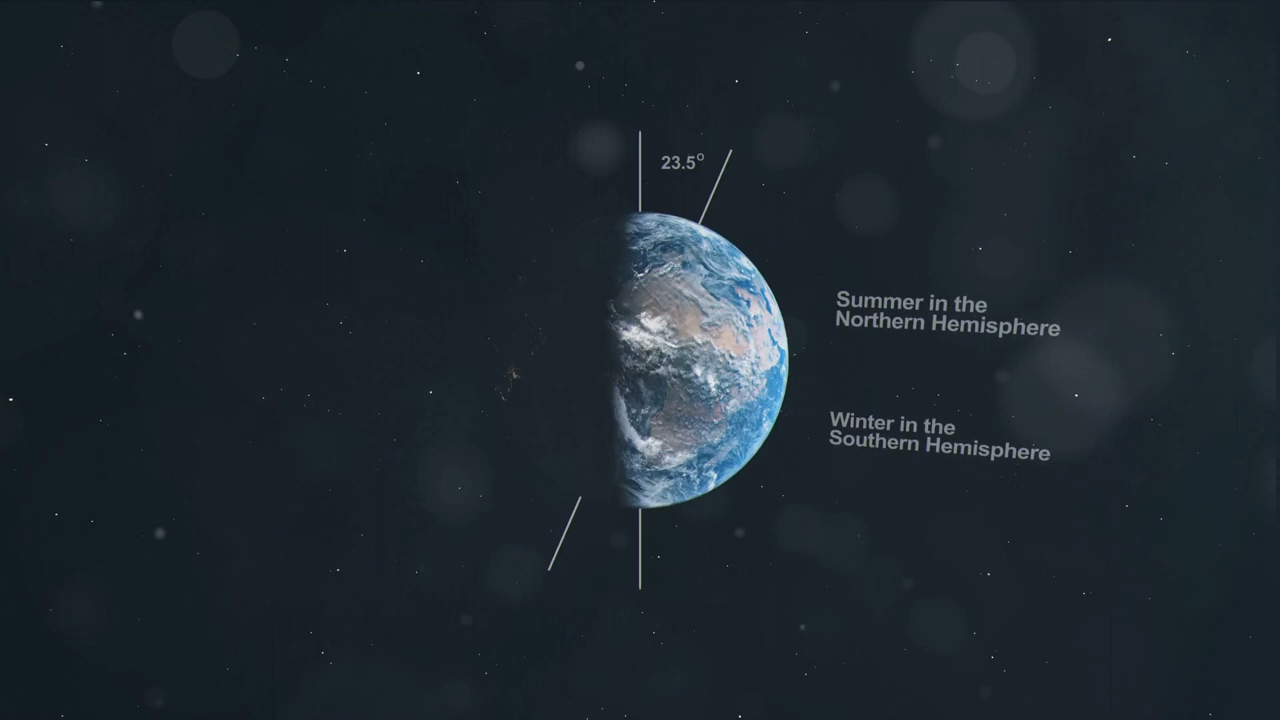 23.5°
Summer in the
Northern Hemisphere
Winter in the
Southern Hemisphere